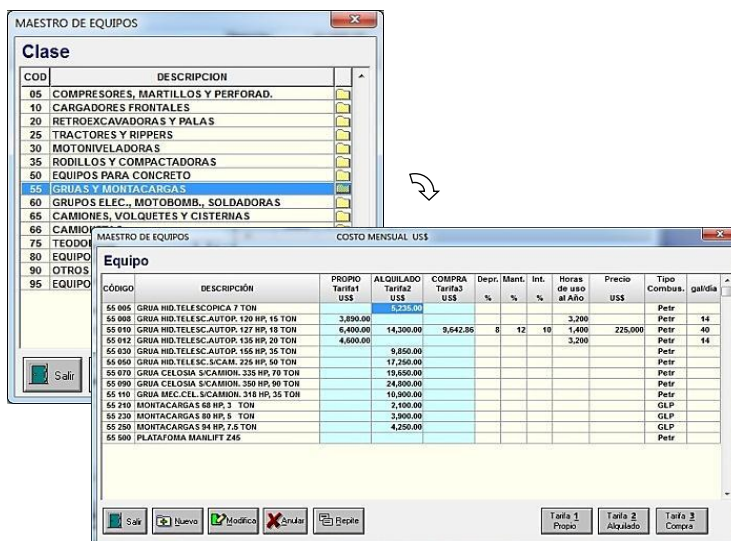 MAESTRO DE EQUIPOS
Clase
COD DESCRIPCION
05 COMPRESORES, MARTILLOS Y PERFORAD.
10 CARGADORES FRONTALES
20 RETROEXCAVADORAS Y PALAS
25 TRACTORES Y RIPPERS
30 MOTONIVELADORAS
35 RODILLOS Y COMPACTADORAS
50 EQUIPOS PARA CONCRETO
55 GRUAS Y MONTACARGAS
60 GRUPOS ELEC., MOTOBOMB., SOLDADORAS
65 CAMIONES, VOLQUETES Y CISTERNAS
66
75
80 EQUIPO
90 OTROS
95 EQUIPO
Salir
MAESTRO DE EQUIPOS COSTO MENSUAL US$
Equipo
CÓDIGO DESCRIPCIÓN PROPIO Tarifa1 US$ ALQUILADO Tarifa2 US$ COMPRA Tarifa3 US$ Depr. % Mant. % Int. % Horas de uso al Año Precio US$ Tipo Combus. gal/día
55 005 GRUA HID.TELESCOPICA 7 TON 5,235.00 Petr
55 008 GRUA HID.TELESC.AUTOP. 120 HP, 15 TON 3,890.00 3,200 Petr 14
55 010 GRUA HID.TELESC.AUTOP. 127 HP, 18 TON 6,400.00 14,300.00 9,642.86 8 12 10 1,400 225,000 Petr 40
55 012 GRUA HID.TELESC.AUTOP. 135 HP, 20 TON 4,600.00 3,200 Petr 14
55 030 GRUA HID.TELESC.AUTOP. 155 HP, 35 TON 9,850.00 Petr
55 050 GRUA HID.TELESC.S/CAM. 225 HP, 50 TON 17,250.00 Petr
55 070 GRUA CELOSIA S/CAMION. 335 HP, 70 TON 19,650.00 Petr
55 090 GRUA CELOSIA S/CAMION. 350 HP, 90 TON 24,800.00 Petr
55 110 GRUA MEC.CEL.S/CAMION. 318 HP, 35 TON 10,900.00 Petr
55 210 MONTACARGAS 68 HP, 3 TON 2,100.00 GLP
55 230 MONTACARGAS 80 HP, 5 TON 3,900.00 GLP
55 250 MONTACARGAS 94 HP, 7.5 TON 4,250.00 GLP
55 500 PLATAFOMA MANLIFT Z45 Petr
Salir Nuevo Modifica Anular Repite Tarifa 1 Propio Tarifa 2 Alquilado Tarifa 3 Compra